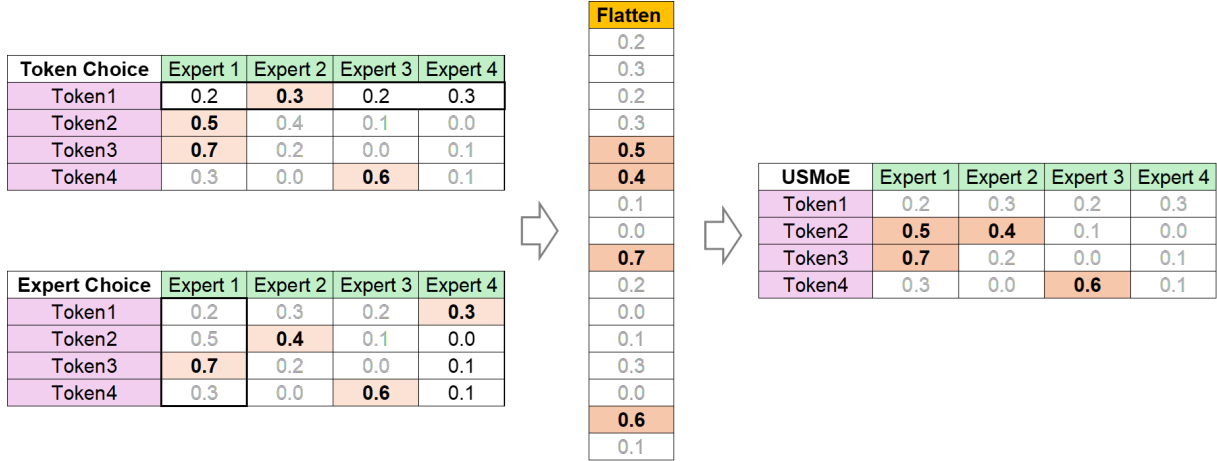 Token Choice Expert 1 Expert 2 Expert 3 Expert 4
Token1 0.2 0.3 0.2 0.3
Token2 0.5 0.4 0.1 0.0
Token3 0.7 0.2 0.0 0.1
Token4 0.3 0.0 0.6 0.1
Expert Choice Expert 1 Expert 2 Expert 3 Expert 4
Token1 0.2 0.3 0.2 0.3
Token2 0.5 0.4 0.1 0.0
Token3 0.7 0.2 0.0 0.1
Token4 0.3 0.0 0.6 0.1
Flatten
0.2
0.3
0.2
0.3
0.5
0.4
0.1
0.0
0.7
0.2
0.0
0.1
0.3
0.0
0.6
0.1
USMoE Expert 1 Expert 2 Expert 3 Expert 4
Token1 0.2 0.3 0.2 0.3
Token2 0.5 0.4 0.1 0.0
Token3 0.7 0.2 0.0 0.1
Token4 0.3 0.0 0.6 0.1